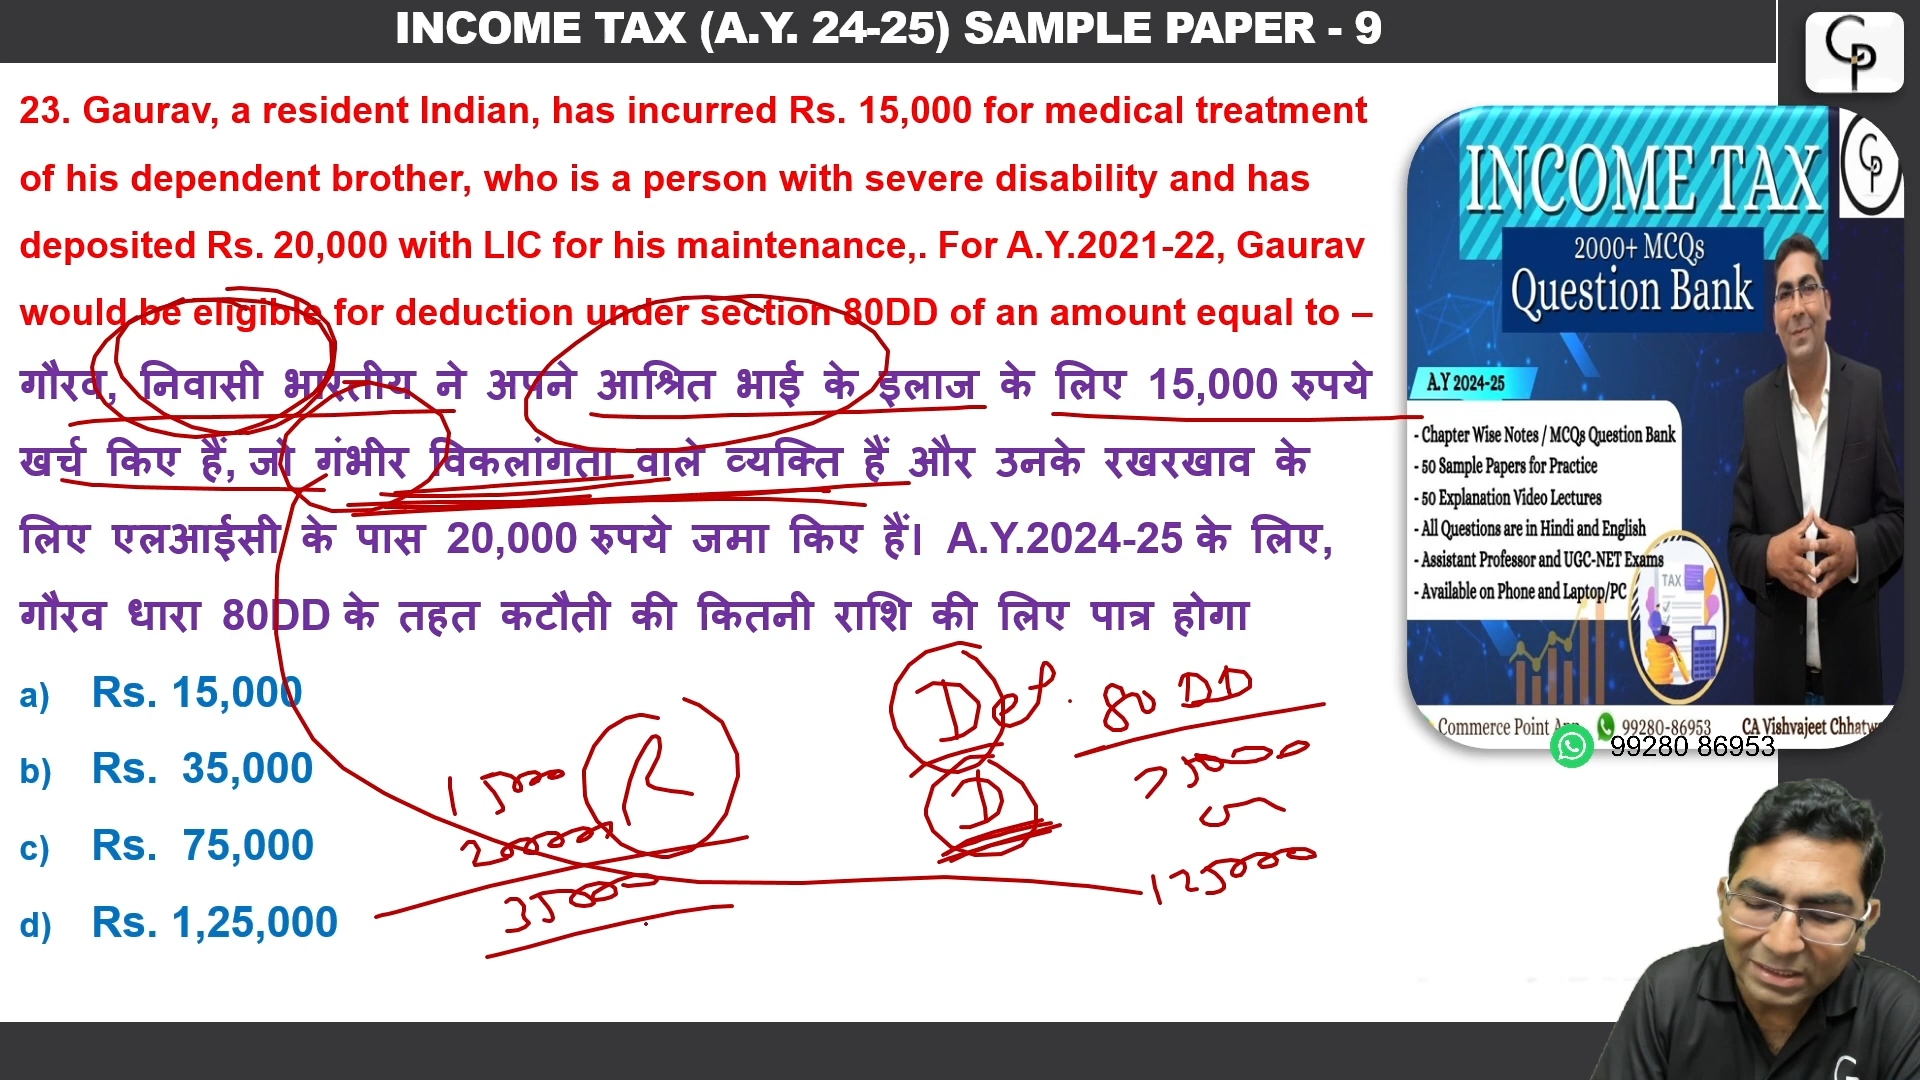 INCOME TAX (A.Y. 24-25) SAMPLE PAPER - 9
23. Gaurav, a resident Indian, has incurred Rs. 15,000 for medical treatment
of his dependent brother, who is a person with severe disability and has
deposited Rs. 20,000 with LIC for his maintenance,. For A.Y.2021-22, Gaurav
would be eligible for deduction under section 80DD of an amount equal to –
गौरव, निवासी भारतीय ने अपने आश्रित भाई के इलाज के लिए 15,000 रुपये
खर्च किए हैं, जो गंभीर विकलांगता वाले व्यक्ति हैं और उनके रखरखाव के
लिए एलआईसी के पास 20,000 रुपये जमा किए हैं। A.Y.2024-25 के लिए,
गौरव धारा 80DD के तहत कटौती की कितनी राशि की लिए पात्र होगा
a) Rs. 15,000
b) Rs. 35,000
c) Rs. 75,000
d) Rs. 1,25,000
15000
20000
35000
R
D
80 DD
75000
125000
D
CP
INCOME TAX
2000+ MCQs
Question Bank
A.Y 2024-25
- Chapter Wise Notes / MCQs Question Bank
- 50 Sample Papers for Practice
- 50 Explanation Video Lectures
- All Questions are in Hindi and English
- Assistant Professor and UGC-NET Exams
- Available on Phone and Laptop/PC
TAX
Commerce Point App 99280-86953 CA Vishvajeet
99280 86953